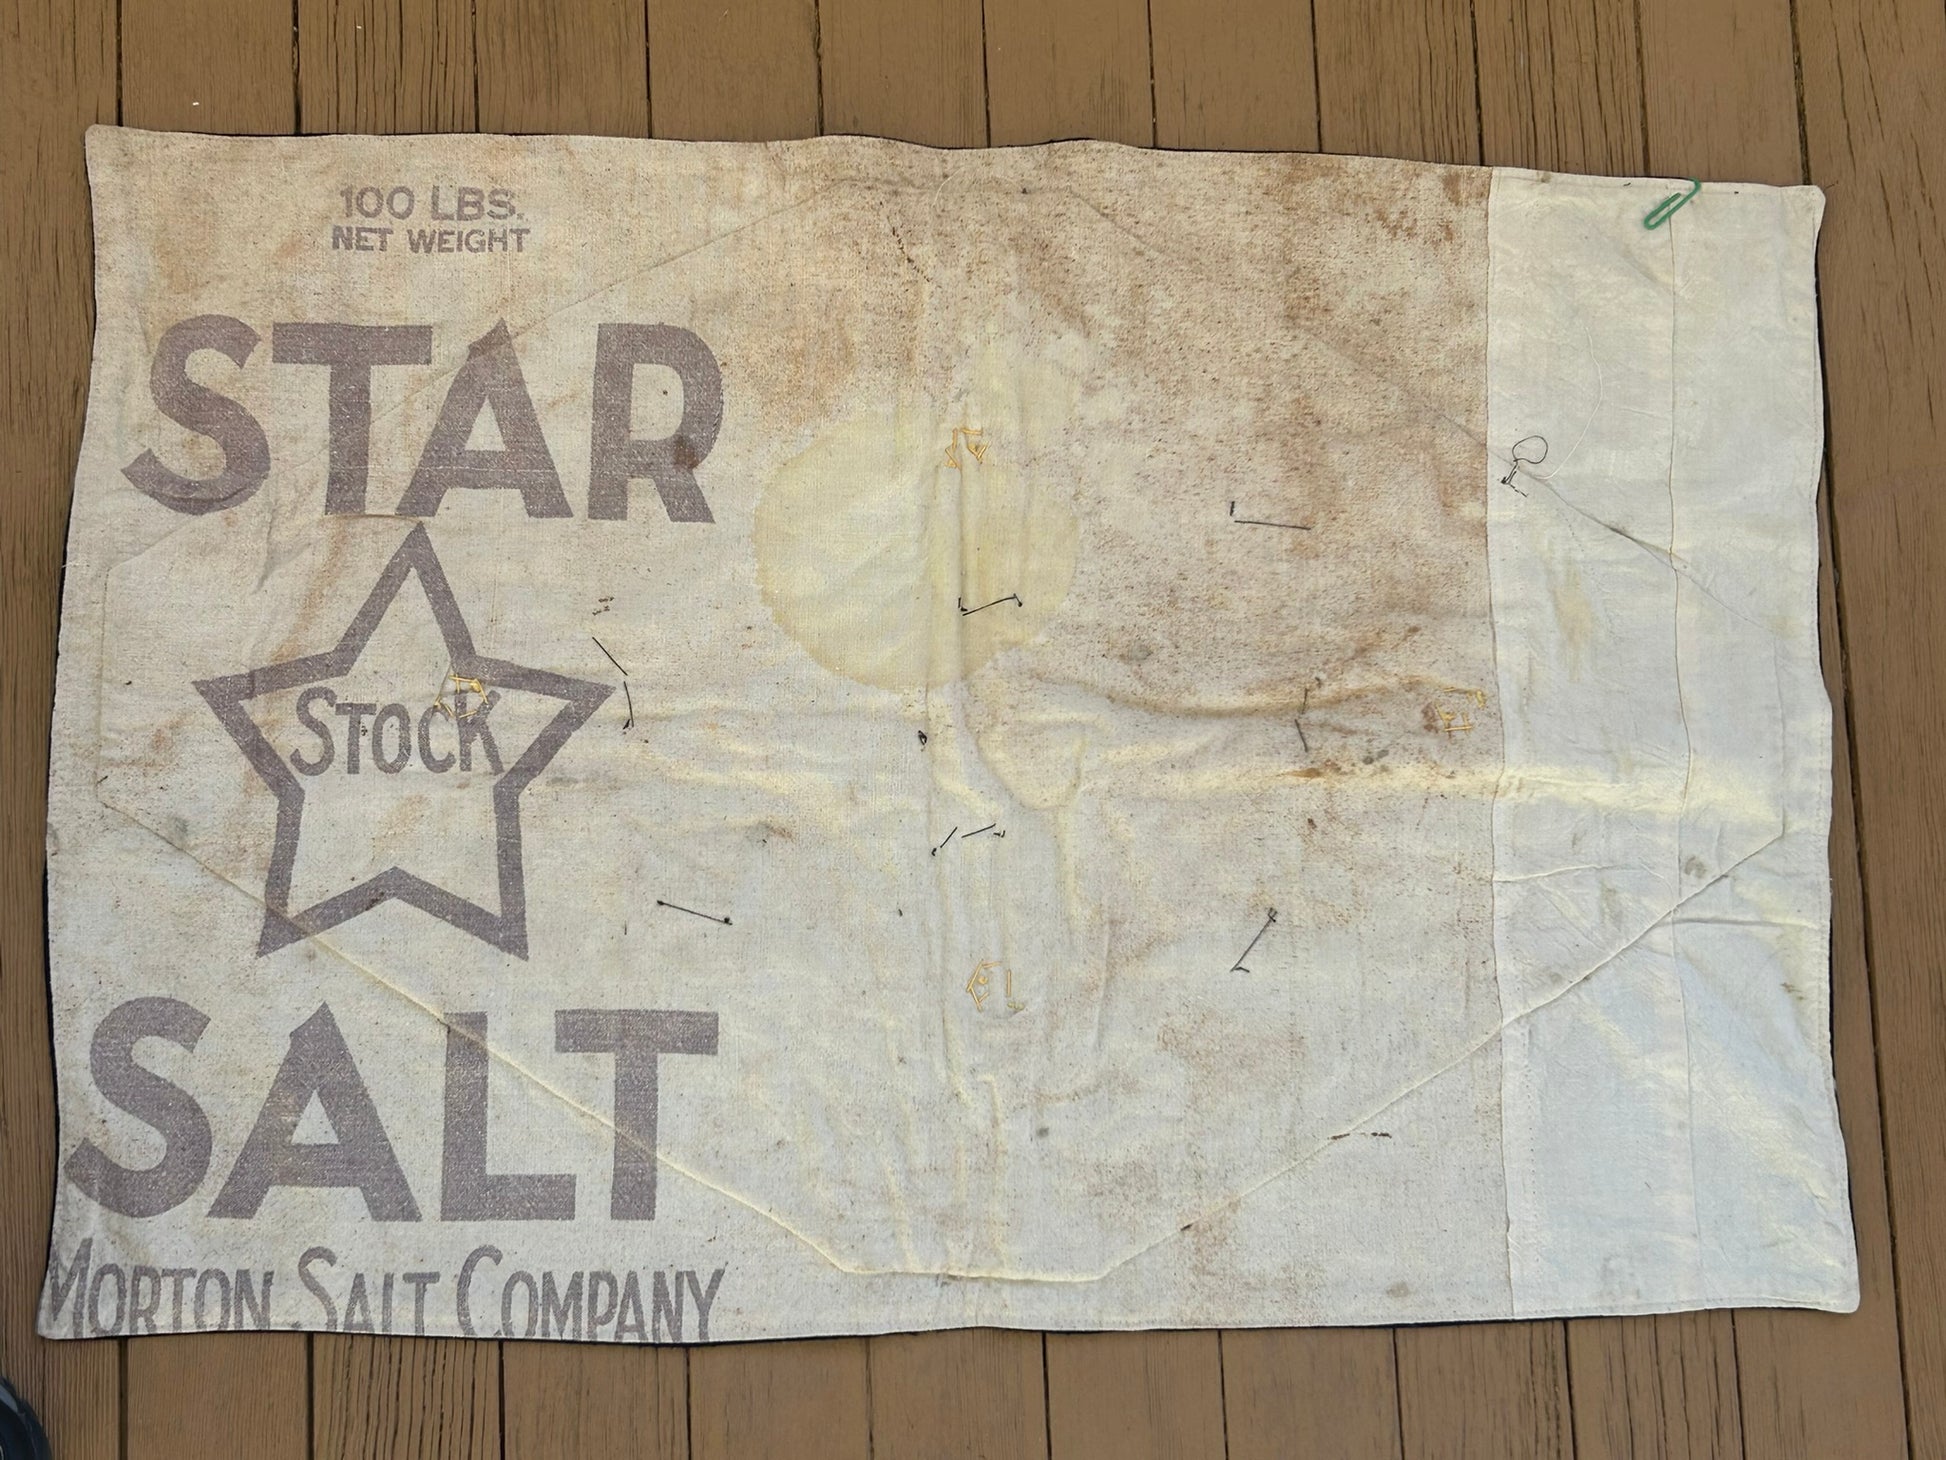 100 LBS.
NET WEIGHT
STAR
STOCK
SALT
MORTON SALT COMPANY